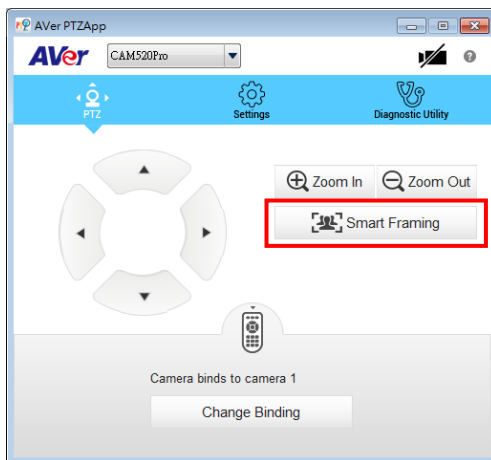 AVer PTZApp
AVer CAM520Pro
PTZ Settings Diagnostic Utility
Zoom In Zoom Out
Smart Framing
Camera binds to camera 1
Change Binding